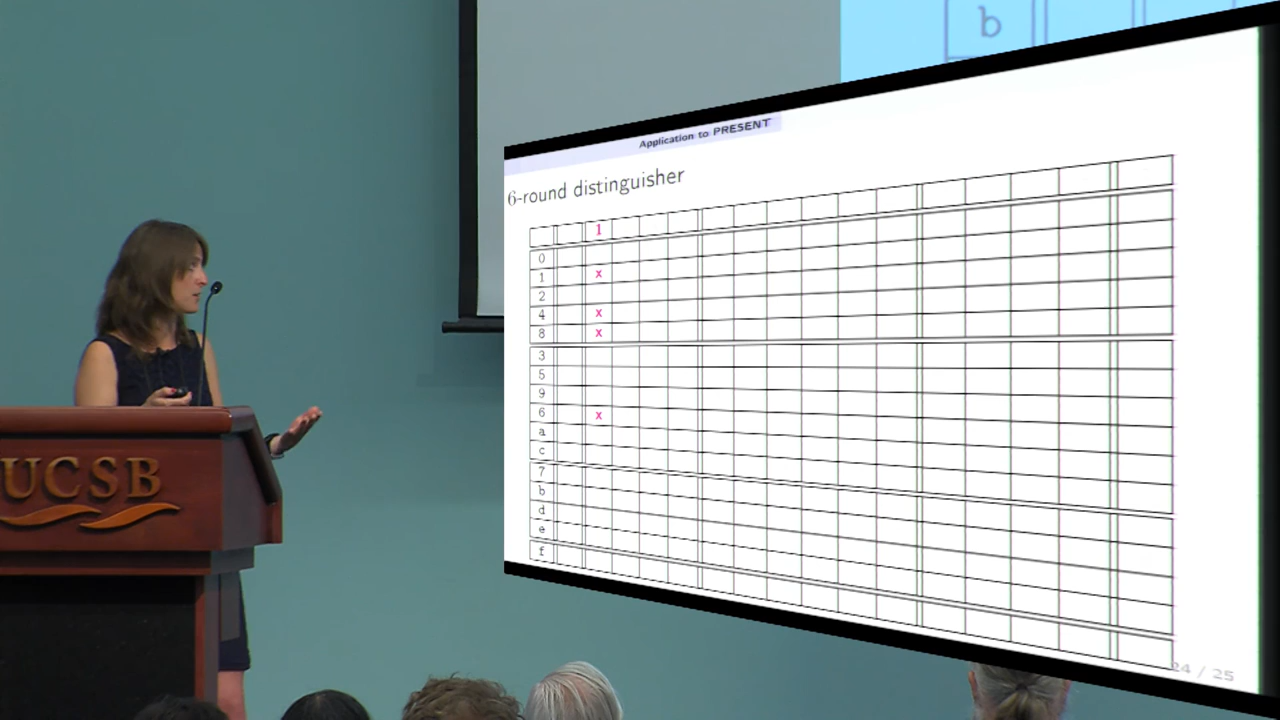 b
Application to PRESENT
6-round distinguisher
1
0
1 x
2
4 x
8 x
3
5
9
6 x
a
c
7
b
d
e
f
24 / 25
UCSB